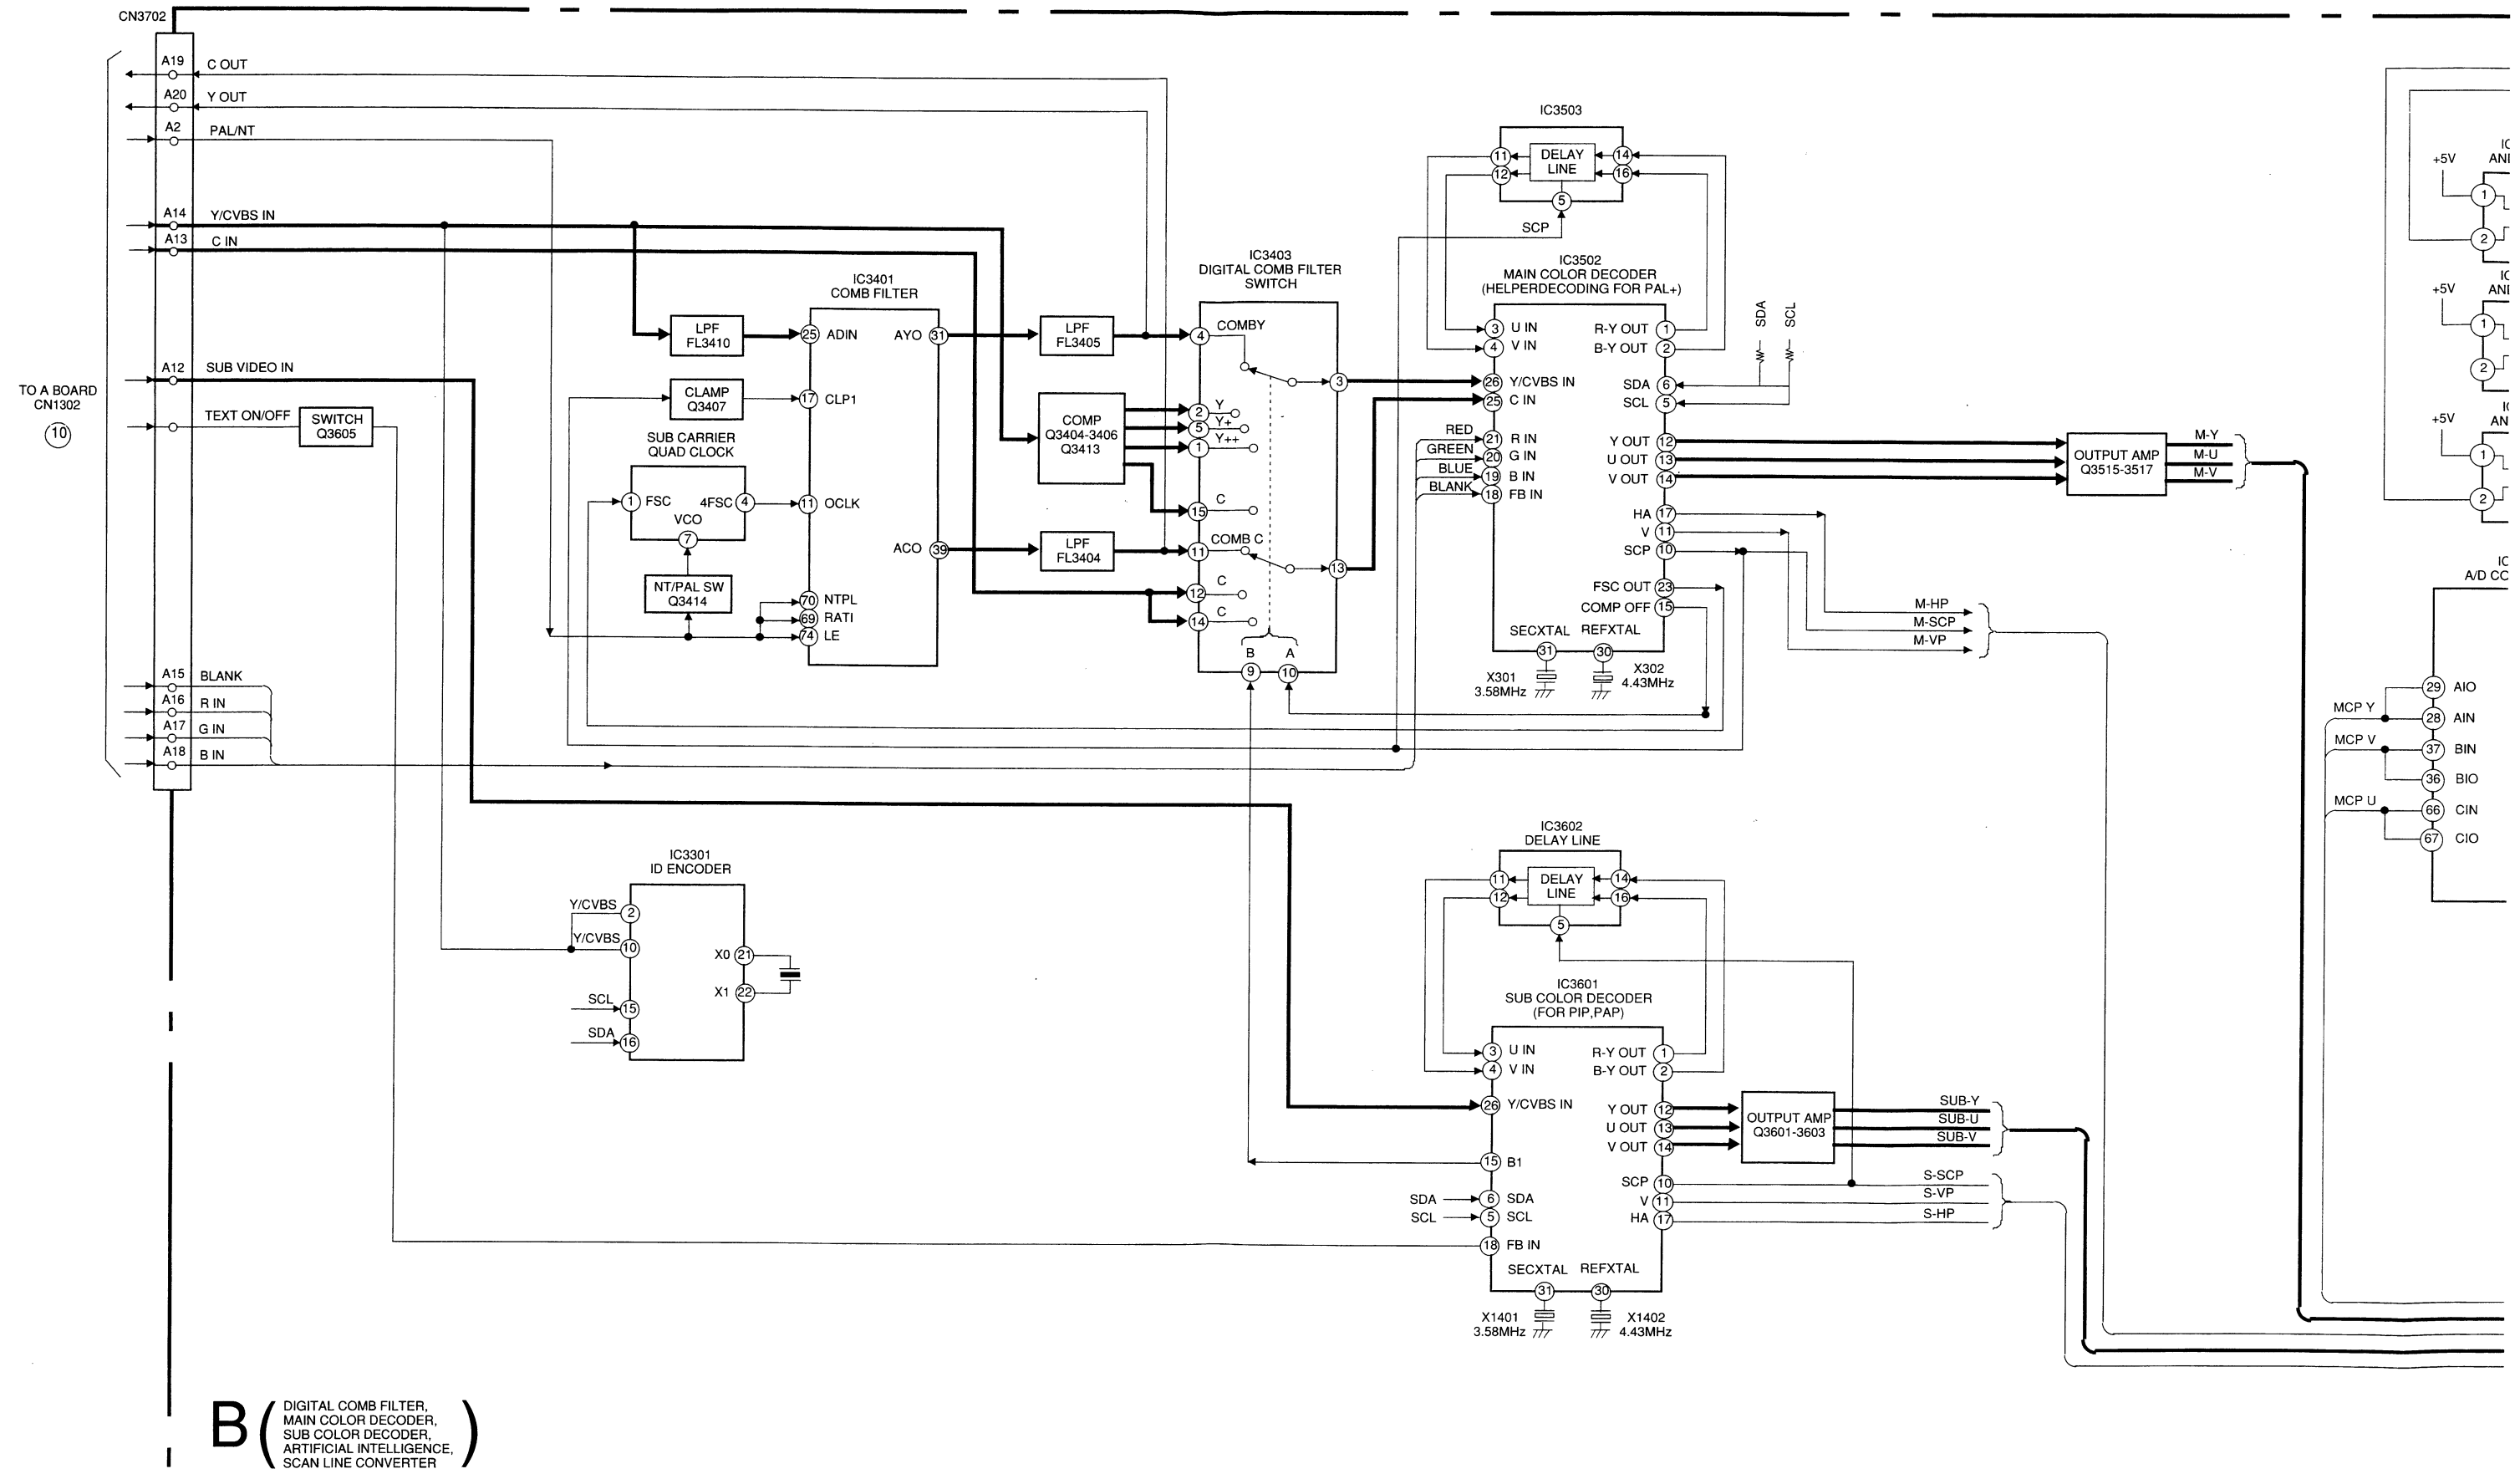 CN3702
A19 C OUT
A20 Y OUT
A2 PAL/NT
A14 Y/CVBS IN
A13 C IN
A12 SUB VIDEO IN
TEXT ON/OFF
SWITCH
Q3605
TO A BOARD
CN1302
10
A15 BLANK
A16 R IN
A17 G IN
A18 B IN
LPF
FL3410
CLAMP
Q3407
SUB CARRIER
QUAD CLOCK
1 FSC 4FSC 4
VCO
7
NT/PAL SW
Q3414
IC3401
COMB FILTER
25 ADIN AYO 31
17 CLP1
11 OCLK
ACO 39
70 NTPL
69 RATI
74 LE
LPF
FL3405
COMP
Q3404-3406
Q3413
LPF
FL3404
IC3403
DIGITAL COMB FILTER
SWITCH
4 COMBY
3
2 Y
5 Y+
1 Y++
15 C
11 COMB C
13
12 C
14 C
B A
9 10
IC3503
11 DELAY 14
12 LINE 16
5
SCP
IC3502
MAIN COLOR DECODER
(HELPERDECODING FOR PAL+)
3 U IN R-Y OUT 1
4 V IN B-Y OUT 2
26 Y/CVBS IN SDA 6
25 C IN SCL 5
SDA
SCL
RED 21 R IN Y OUT 12
GREEN 20 G IN U OUT 13
BLUE 19 B IN V OUT 14
BLANK 18 FB IN
HA 17
V 11
SCP 10
FSC OUT 23
COMP OFF 15
SECXTAL REFXTAL
31 30
X301
3.58MHz
X302
4.43MHz
OUTPUT AMP
Q3515-3517
M-Y
M-U
M-V
M-HP
M-SCP
M-VP
IC
+5V AN
1
2
IC
+5V AN
1
2
IC
+5V AN
1
2
IC
A/D CO
29 AIO
MCP Y 28 AIN
MCP V 37 BIN
36 BIO
MCP U 66 CIN
67 CIO
IC3301
ID ENCODER
Y/CVBS 2
Y/CVBS 10
X0 21
X1 22
SCL 15
SDA 16
IC3602
DELAY LINE
11 DELAY 14
12 LINE 16
5
IC3601
SUB COLOR DECODER
(FOR PIP,PAP)
3 U IN R-Y OUT 1
4 V IN B-Y OUT 2
26 Y/CVBS IN Y OUT 12
U OUT 13
V OUT 14
15 B1
SCP 10
SDA 6 SDA V 11
SCL 5 SCL HA 17
18 FB IN
SECXTAL REFXTAL
31 30
X1401
3.58MHz
X1402
4.43MHz
OUTPUT AMP
Q3601-3603
SUB-Y
SUB-U
SUB-V
S-SCP
S-VP
S-HP
B (
DIGITAL COMB FILTER,
MAIN COLOR DECODER,
SUB COLOR DECODER,
ARTIFICIAL INTELLIGENCE,
SCAN LINE CONVERTER
)